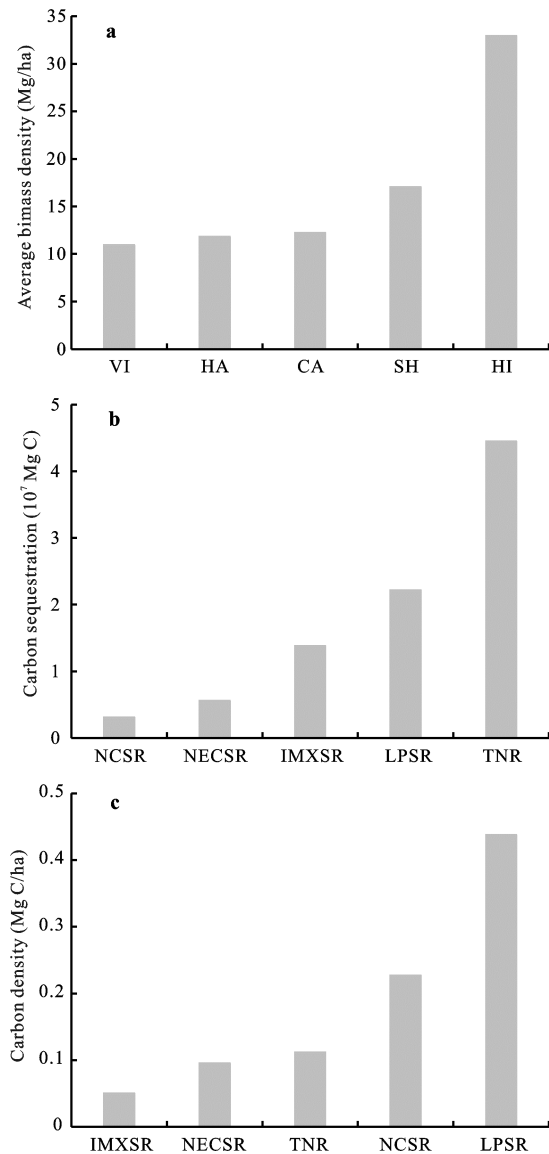 a
Average bimass density (Mg/ha)
35
30
25
20
15
10
5
0
VI HA CA SH HI
b
Carbon sequestration (10⁷ Mg C)
5
4
2
1
0
NCSR NECSR IMXSR LPSR TNR
c
Carbon density (Mg C/ha)
0.5
0.4
0.3
0.2
0.1
0
IMXSR NECSR TNR NCSR LPSR